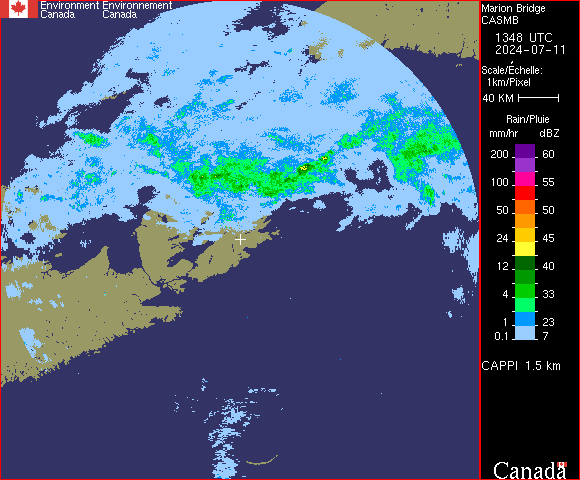 Environment Environnement
Canada Canada
Marion Bridge
CASMB
1348 UTC
2024-07-11
Scale/Échelle:
1km/Pixel
40 KM
Rain/Pluie
mm/hr dBZ
200 60
100 55
50 50
24 45
12 40
4 33
1 23
0.1 7
CAPPI 1.5 km
Canada